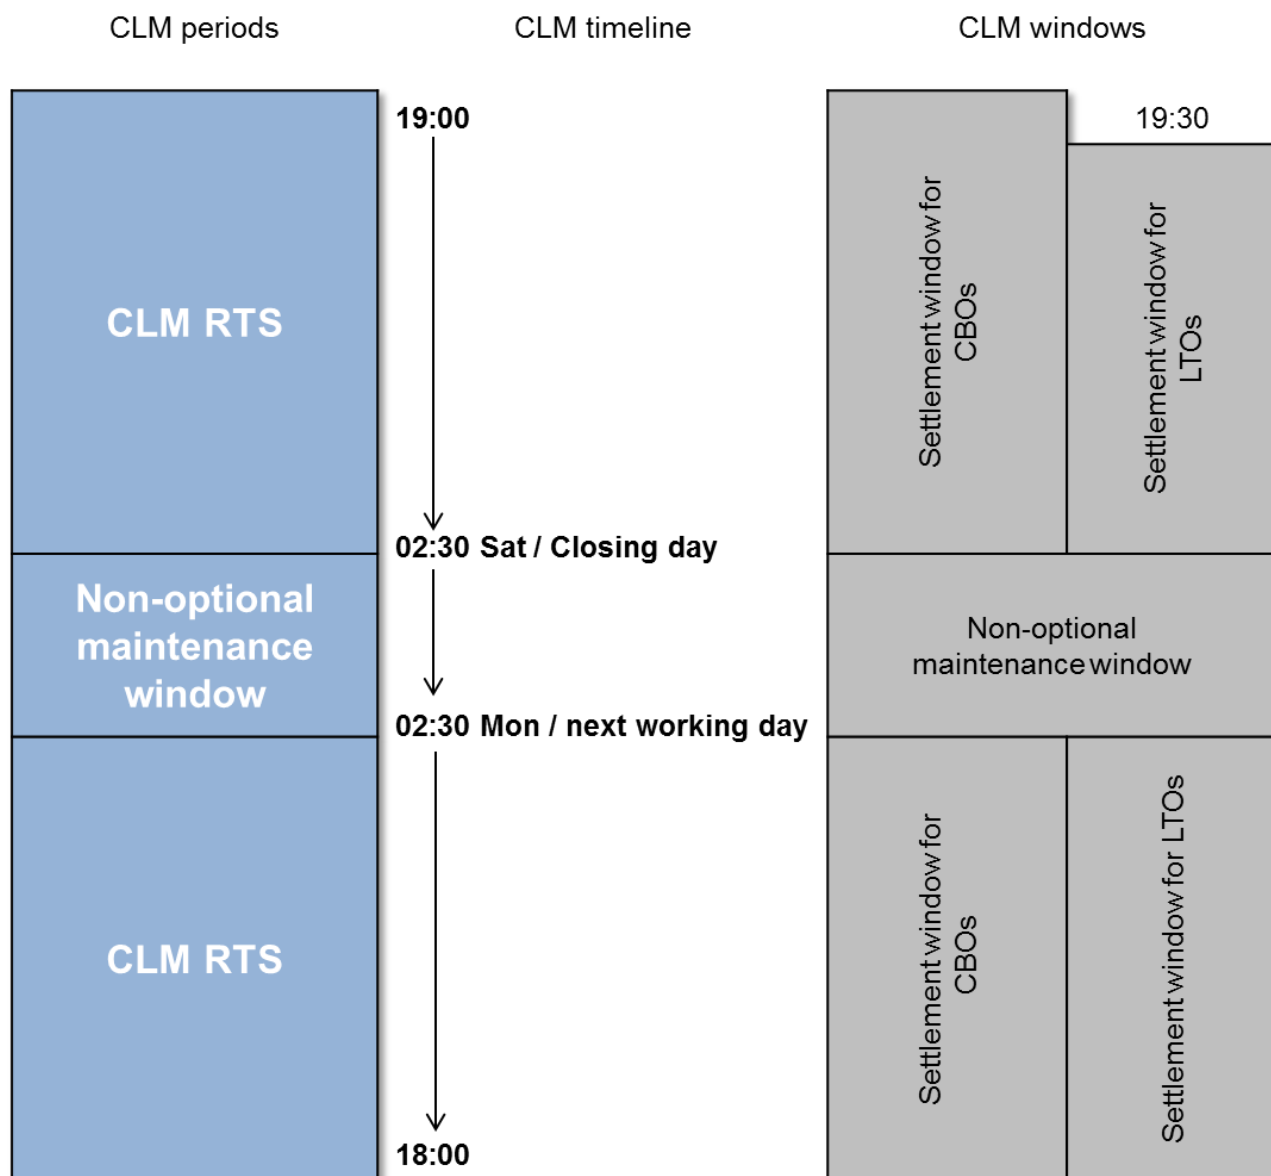 CLM periods
CLM timeline
CLM windows
19:00
19:30
CLM RTS
Settlement window for
CBOs
Settlement window for
LTOs
02:30 Sat / Closing day
Non-optional
maintenance
window
Non-optional
maintenance window
02:30 Mon / next working day
CLM RTS
Settlement window for
CBOs
Settlement window for LTOs
18:00